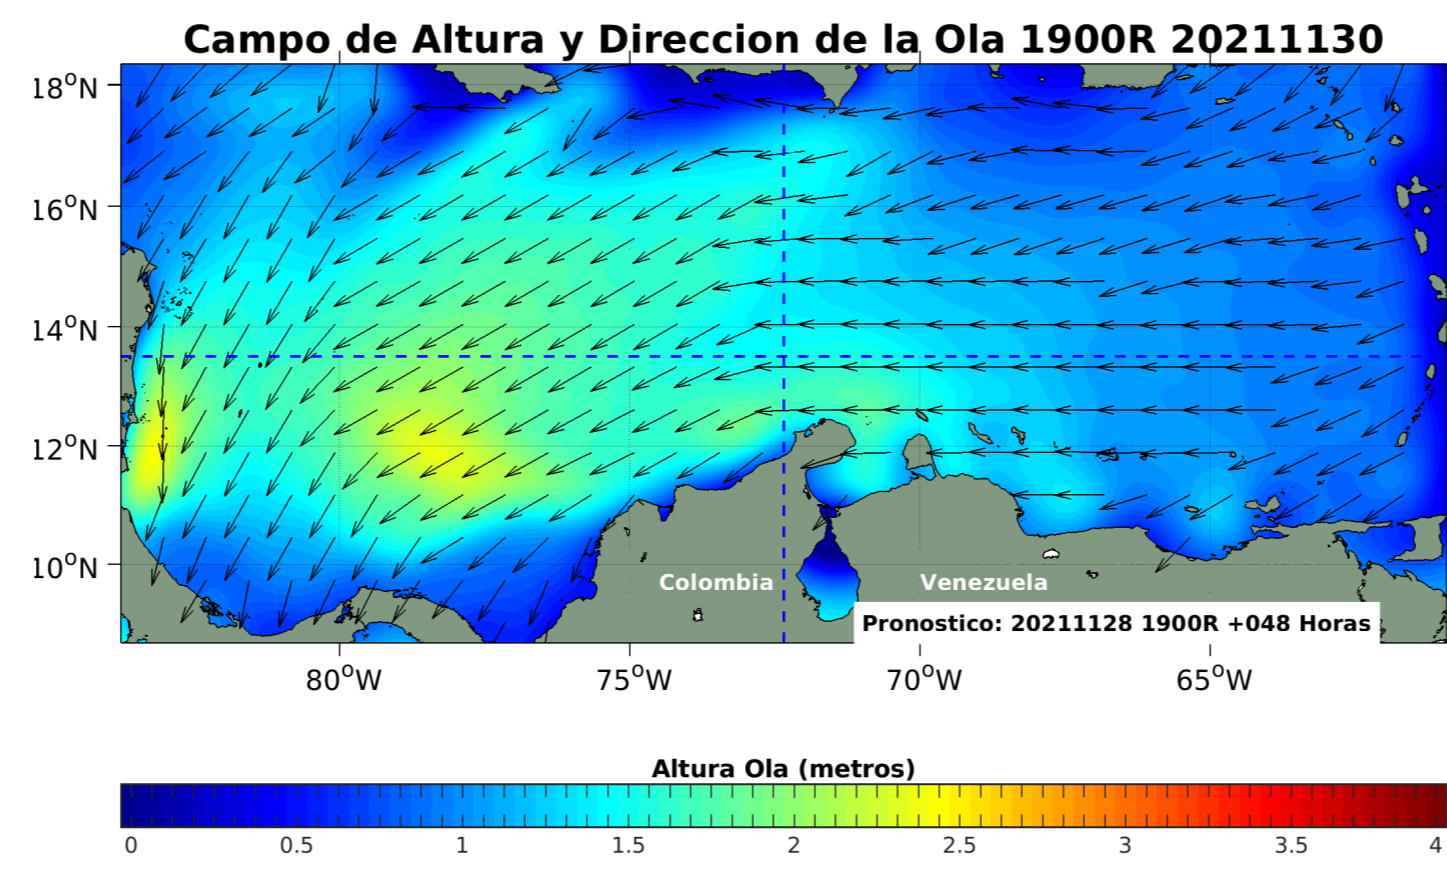 Campo de Altura y Direccion de la Ola 1900R 20211130
18°N
16°N
14°N
12°N
10°N
Colombia
Venezuela
Pronostico: 20211128 1900R +048 Horas
80°W 75°W 70°W 65°W
Altura Ola (metros)
0 0.5 1 1.5 2 2.5 3 3.5 4